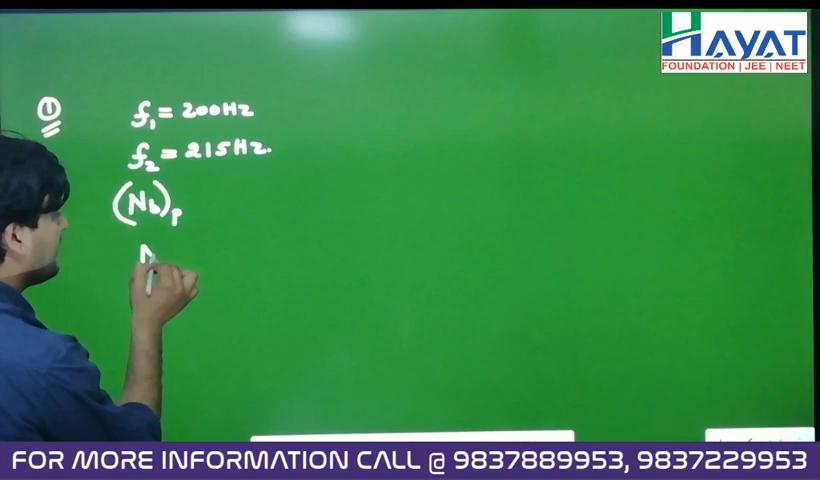 HAYAT
FOUNDATION | JEE | NEET
① f₁ = 200Hz
f₂ = 215Hz.
(Nb)p
FOR MORE INFORMATION CALL @ 9837889953, 9837229953